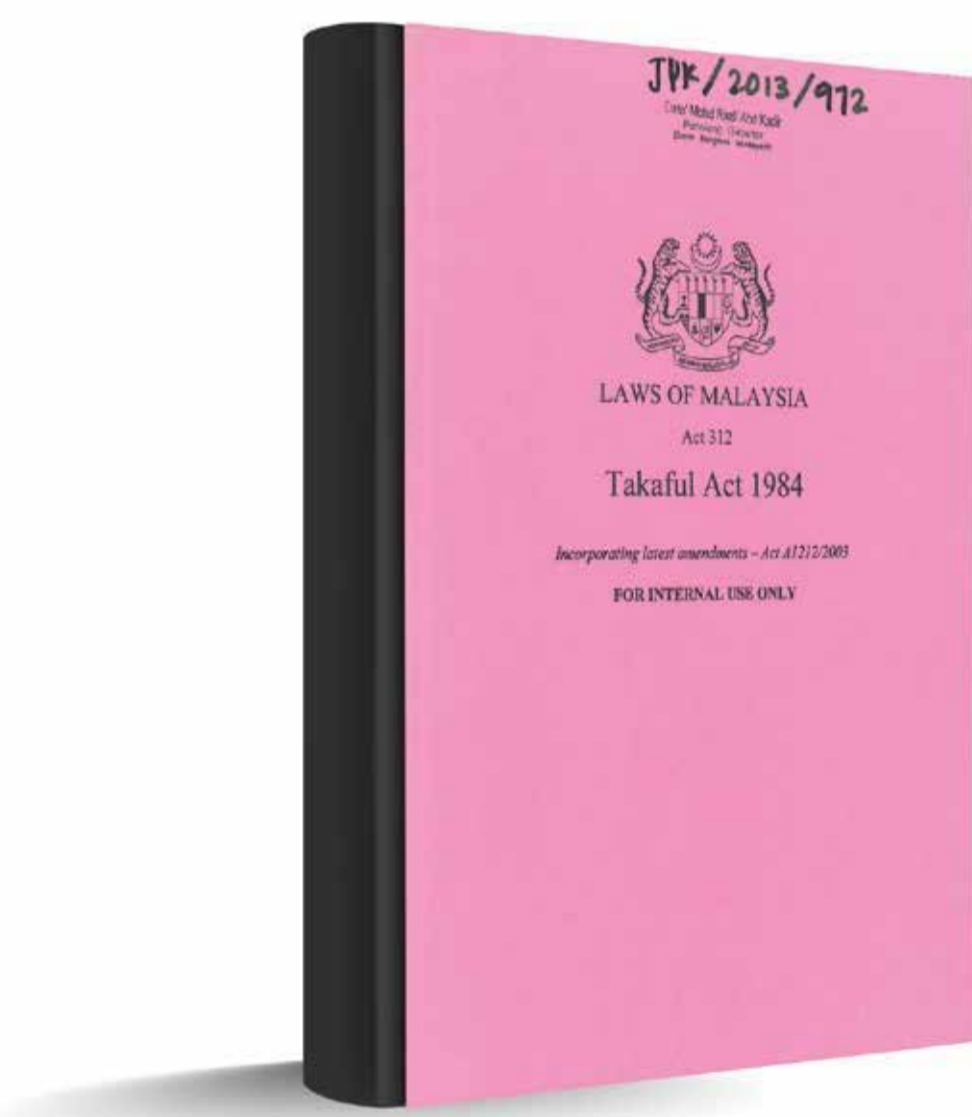 JPK/2013/972
LAWS OF MALAYSIA
Act 312
Takaful Act 1984
Incorporating latest amendments – Act A1212/2003
FOR INTERNAL USE ONLY